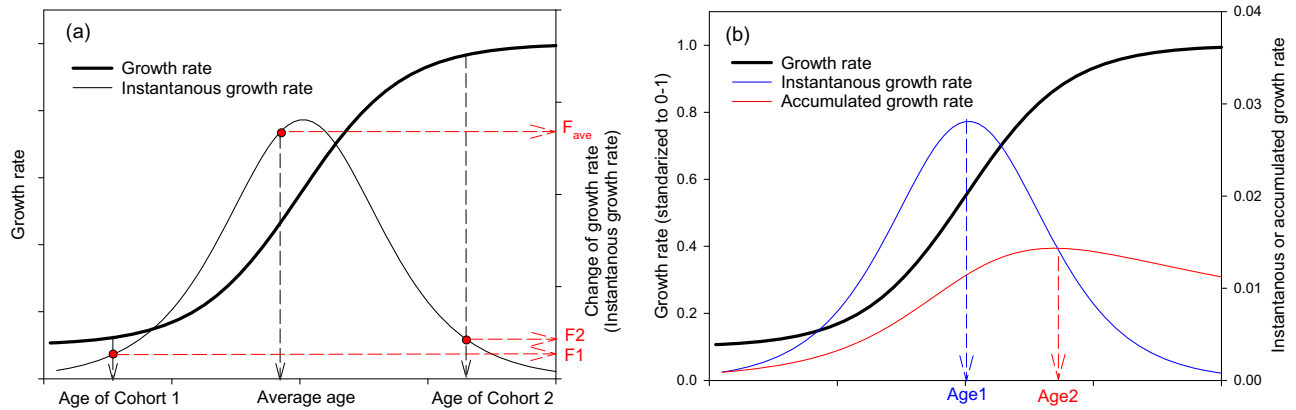 (a)
Growth rate
Instantanous growth rate
Growth rate
F_ave
F2
F1
Change of growth rate
(Instantanous growth rate)
Age of Cohort 1
Average age
Age of Cohort 2
(b)
Growth rate
Instantanous growth rate
Accumulated growth rate
Growth rate (standarized to 0-1)
1.0
0.8
0.6
0.4
0.2
0.0
0.04
0.03
0.02
0.01
0.00
Instantanous or accumulated growth rate
Age1
Age2